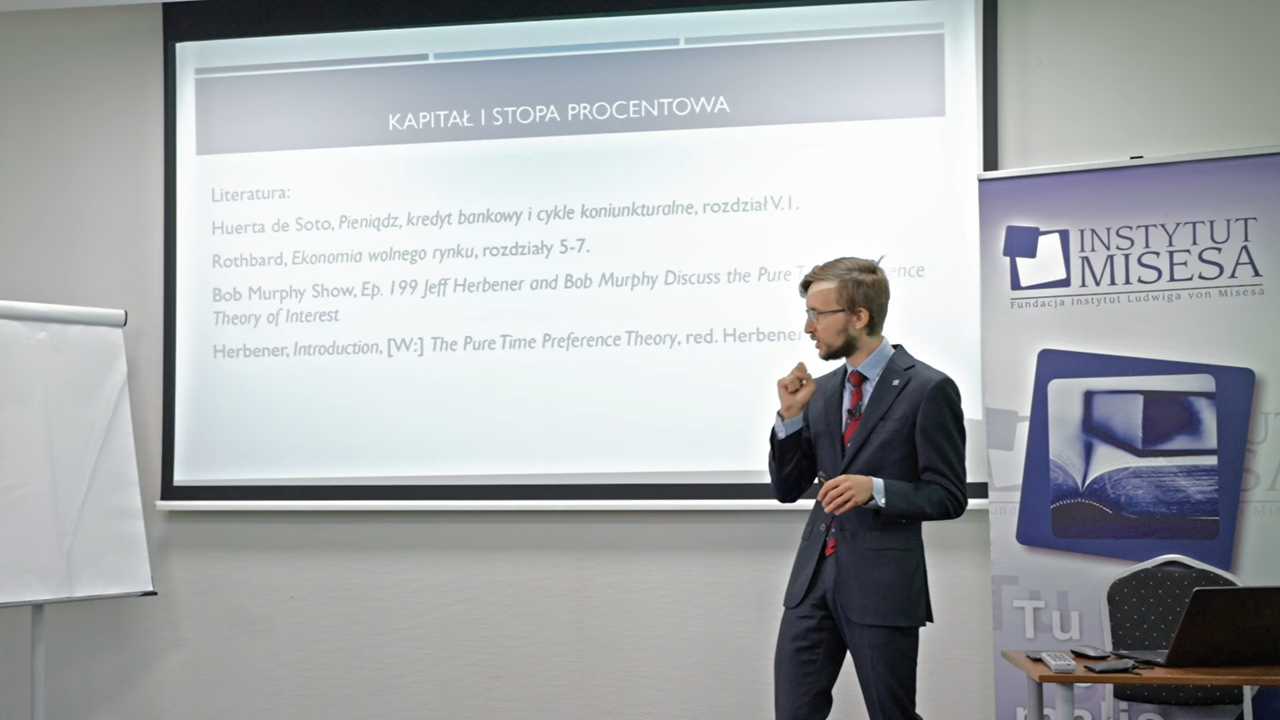 KAPITAŁ I STOPA PROCENTOWA
Literatura:
Huerta de Soto, Pieniądz, kredyt bankowy i cykle koniunkturalne, rozdział V.1.
Rothbard, Ekonomia wolnego rynku, rozdziały 5-7.
Bob Murphy Show, Ep. 199 Jeff Herbener and Bob Murphy Discuss the Pure
Theory of Interest
Herbener, Introduction, [W:] The Pure Time Preference Theory, red. Herbener
INSTYTUT
MISESA
Fundacja Instytut Ludwiga von Misesa
Tu